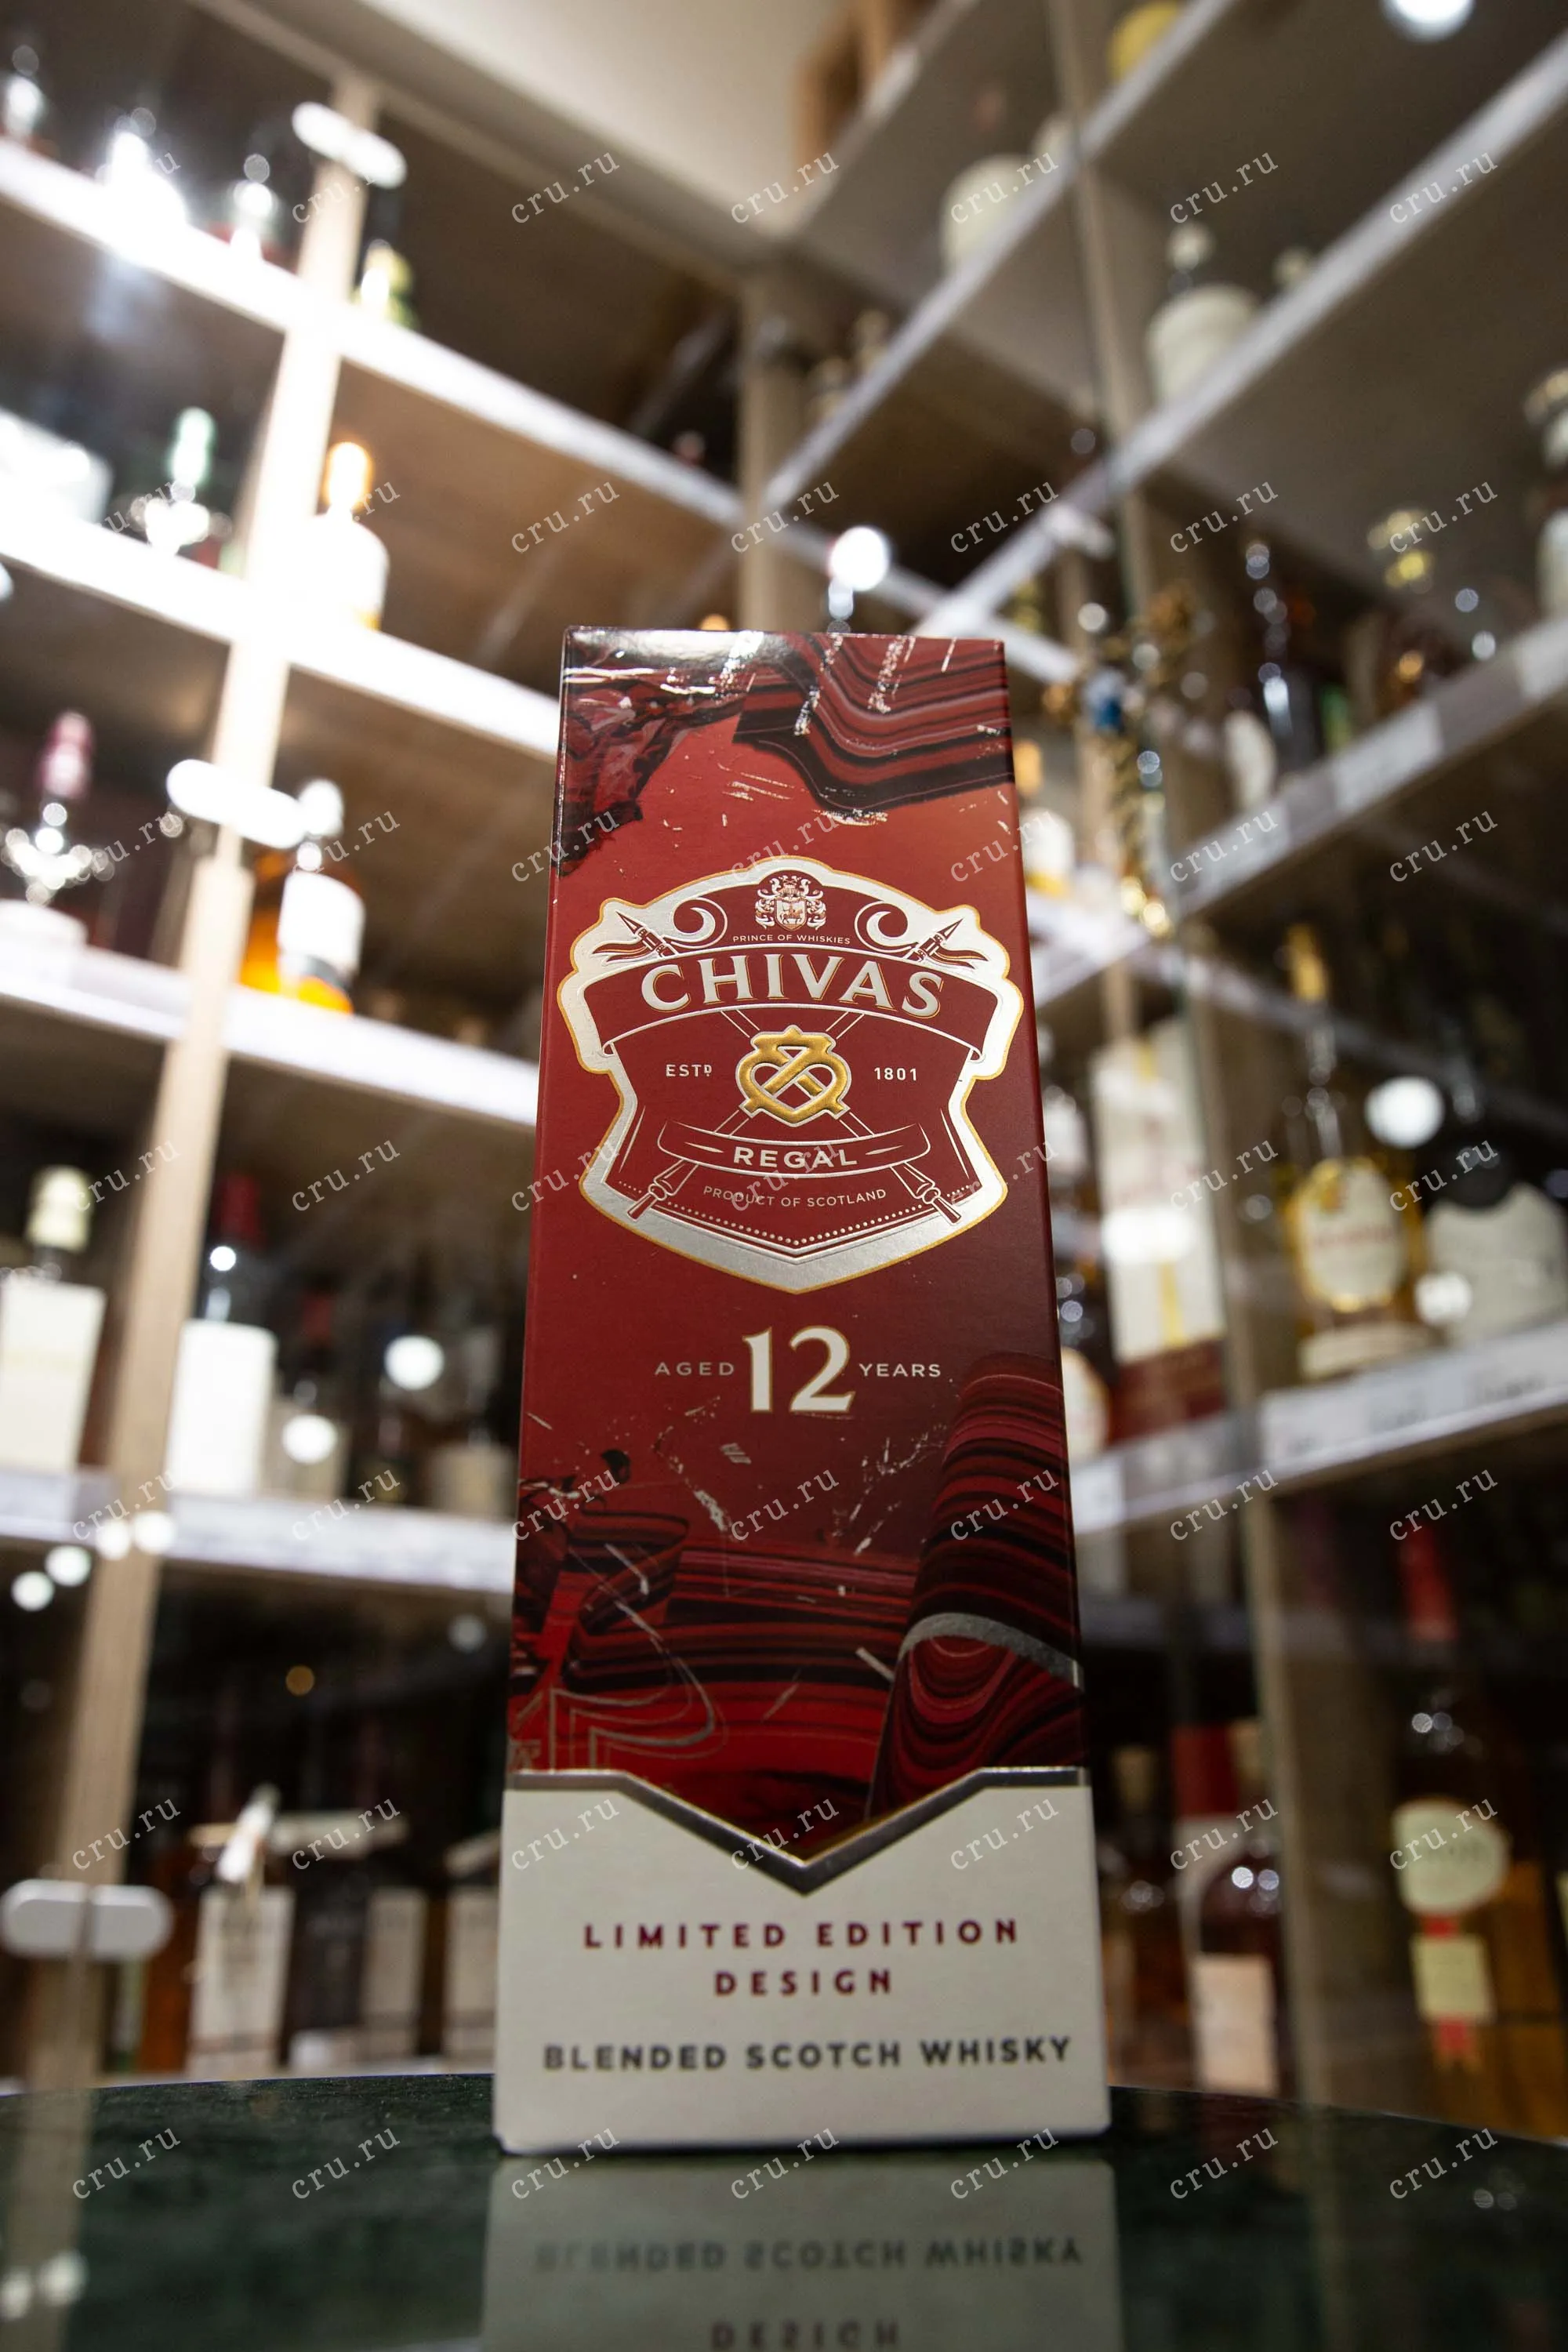 PRINCE OF WHISKIES
CHIVAS
ESTD 1801
REGAL
PRODUCT OF SCOTLAND
AGED 12 YEARS
LIMITED EDITION
DESIGN
BLENDED SCOTCH WHISKY
cru.ru